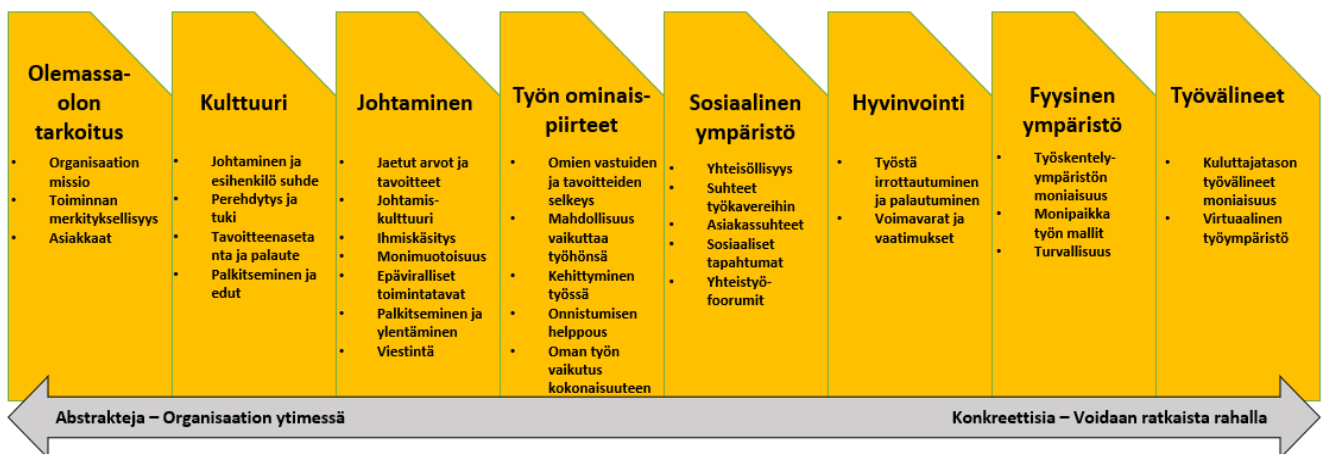 Olemassa-
olon
tarkoitus
• Organisaation
missio
• Toiminnan
merkityksellisyys
• Asiakkaat
Kulttuuri
• Johtaminen ja
esihenkilö suhde
• Perehdytys ja
tuki
• Tavoitteenaseta
nta ja palaute
• Palkitseminen ja
edut
Johtaminen
• Jaetut arvot ja
tavoitteet
• Johtamis-
kulttuuri
• Ihmiskäsitys
• Monimuotoisuus
• Epäviralliset
toimintatavat
• Palkitseminen ja
ylentäminen
• Viestintä
Työn ominais-
piirteet
• Omien vastuiden
ja tavoitteiden
selkeys
• Mahdollisuus
vaikuttaa
työhönsä
• Kehittyminen
työssä
• Onnistumisen
helppous
• Oman työn
vaikutus
kokonaisuuteen
Sosiaalinen
ympäristö
• Yhteisöllisyys
• Suhteet
työkavereihin
• Asiakassuhteet
• Sosiaaliset
tapahtumat
• Yhteistyö-
foorumit
Hyvinvointi
• Työstä
irrottautuminen
ja palautuminen
• Voimavarat ja
vaatimukset
Fyysinen
ympäristö
• Työskentely-
ympäristön
moniaisuus
• Monipaikka
työn mallit
• Turvallisuus
Työvälineet
• Kuluttajatason
työvälineet
moniaisuus
• Virtuaalinen
työympäristö
Abstrakteja – Organisaation ytimessä
Konkreettisia – Voidaan ratkaista rahalla